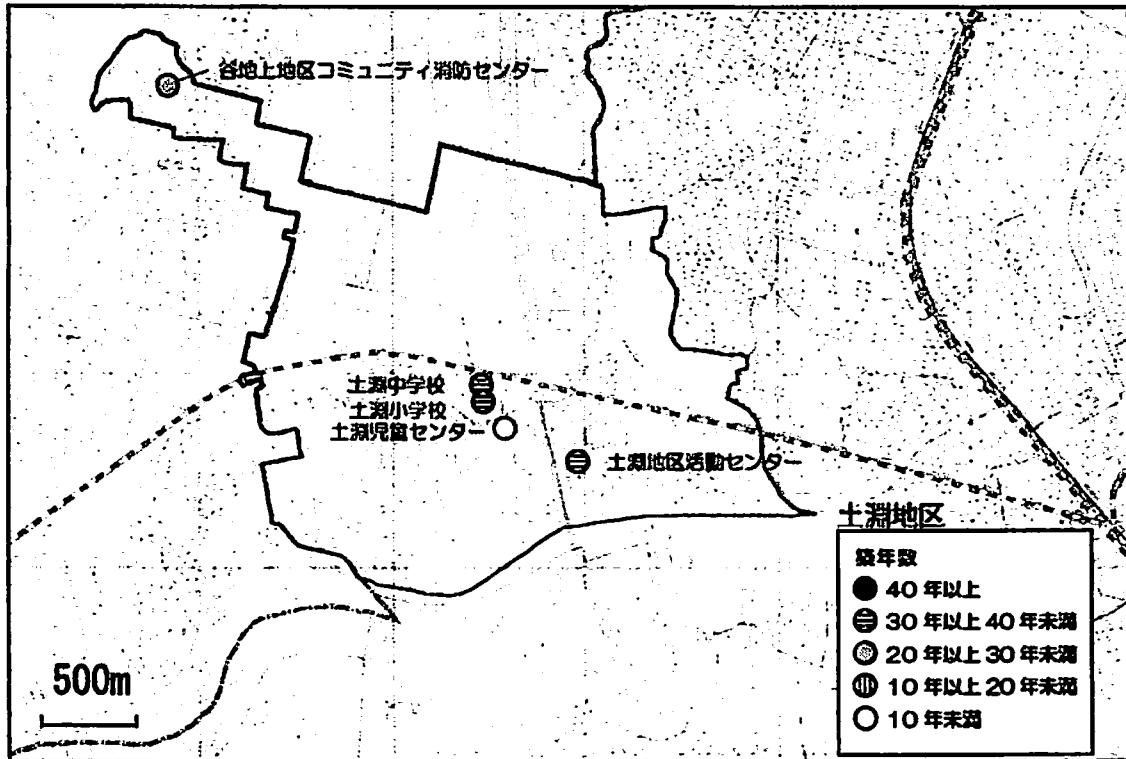 谷地上地区コミュニティ消防センター
土淵中学校
土淵小学校
土淵児童センター
土淵地区活動センター
土淵地区
築年数
40年以上
30年以上40年未満
20年以上30年未満
10年以上20年未満
10年未満
500m